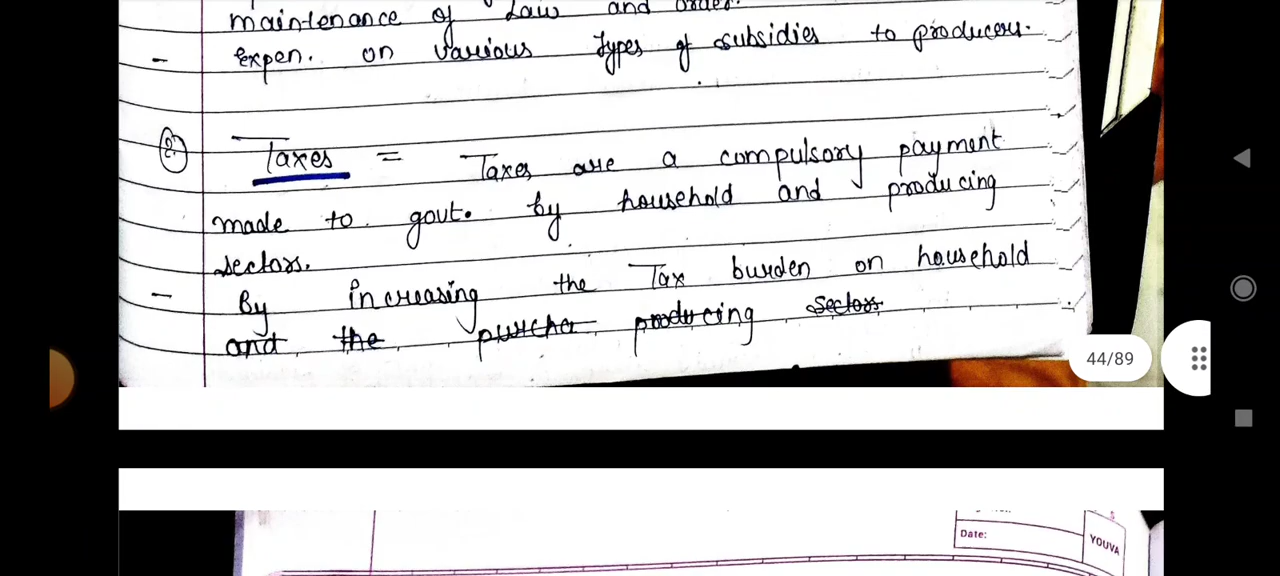 maintenance of Law and order.
- expen. on various types of subsidies to producers.
2. Taxes = Taxes are a compulsory payment
made to govt. by household and producing
sectors.
- By increasing the Tax burden on household
and the purcha producing sectors
44/89
Date:
YOUVA